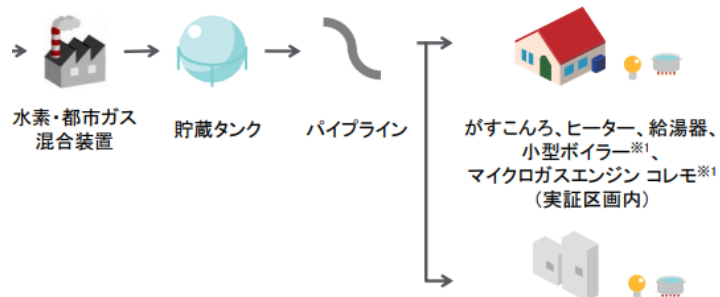 水素・都市ガス
混合装置
貯蔵タンク
パイプライン
がすこんろ、ヒーター、給湯器、
小型ボイラー※1、
マイクロガスエンジン コレモ※1
（実証区画内）